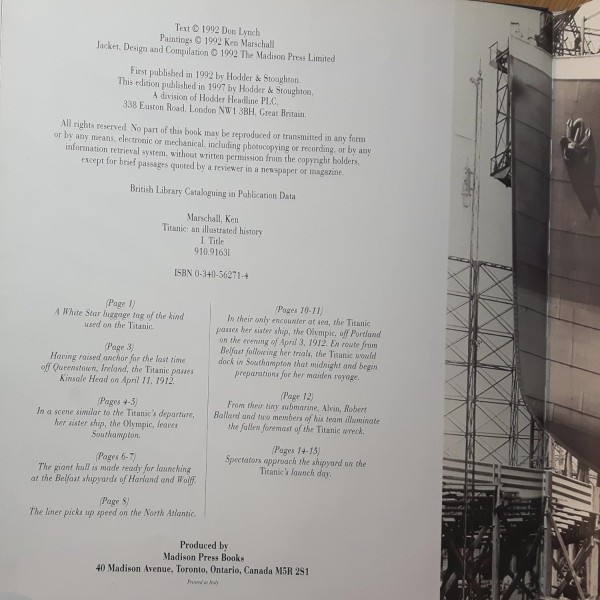 Text © 1992 Don Lynch
Paintings © 1992 Ken Marschall
Jacket, Design and Compilation © 1992 The Madison Press Limited
First published in 1992 by Hodder & Stoughton.
This edition published in 1997 by Hodder & Stoughton,
A division of Hodder Headline PLC,
338 Euston Road, London NW1 3BH, Great Britain.
All rights reserved. No part of this book may be reproduced or transmitted in any form
or by any means, electronic or mechanical, including photocopying or recording, or by any
information retrieval system, without written permission from the copyright holders,
except for brief passages quoted by a reviewer in a newspaper or magazine.
British Library Cataloguing in Publication Data
Marschall, Ken
Titanic: an illustrated history
I. Title
910.91631
ISBN 0-340-56271-4
(Page 1)
A White Star luggage tag of the kind
used on the Titanic.
(Page 3)
Having raised anchor for the last time
off Queenstown, Ireland, the Titanic passes
Kinsale Head on April 11, 1912.
(Pages 4-5)
In a scene similar to the Titanic's departure,
her sister ship, the Olympic, leaves
Southampton.
(Pages 6-7)
The giant hull is made ready for launching
at the Belfast shipyards of Harland and Wolff.
(Page 8)
The liner picks up speed on the North Atlantic.
(Pages 10-11)
In their only encounter at sea, the Titanic
passes her sister ship, the Olympic, off Portland
on the evening of April 3, 1912. En route from
Belfast following her trials, the Titanic would
dock in Southampton that midnight and begin
preparations for her maiden voyage.
(Page 12)
From their tiny submarine, Alvin, Robert
Ballard and two members of his team illuminate
the fallen foremast of the Titanic wreck.
(Pages 14-15)
Spectators approach the shipyard on the
Titanic's launch day.
Produced by
Madison Press Books
40 Madison Avenue, Toronto, Ontario, Canada M5R 2S1
Printed in Italy